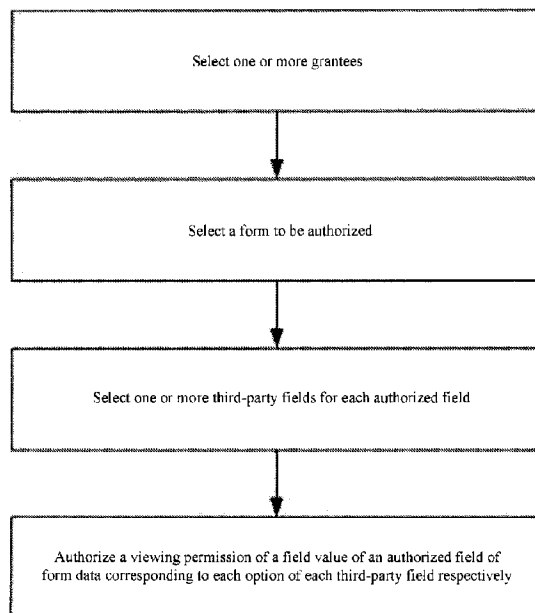 Select one or more grantees
Select a form to be authorized
Select one or more third-party fields for each authorized field
Authorize a viewing permission of a field value of an authorized field of
form data corresponding to each option of each third-party field respectively